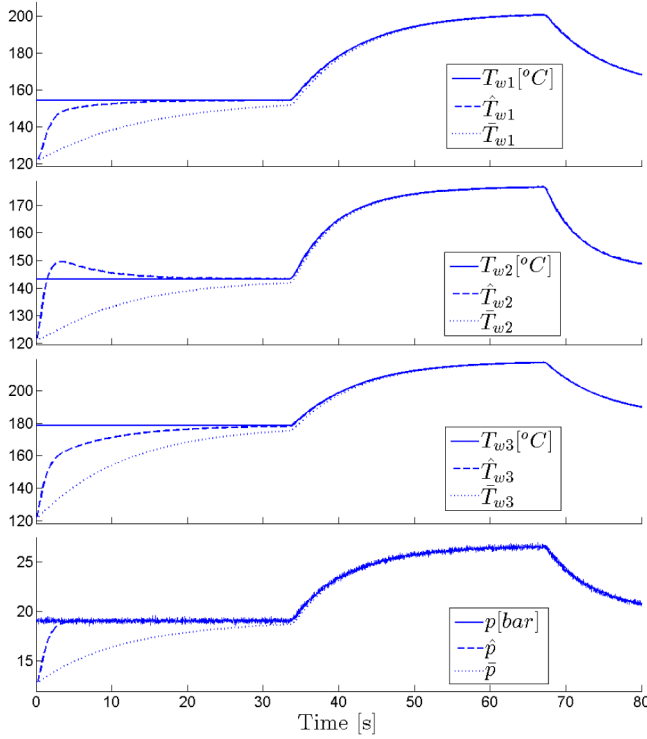 200
180
160
140
120
T_{w1}[°C]
\hat{T}_{w1}
\bar{T}_{w1}
170
160
150
140
130
120
T_{w2}[°C]
\hat{T}_{w2}
\bar{T}_{w2}
200
180
160
140
120
T_{w3}[°C]
\hat{T}_{w3}
\bar{T}_{w3}
25
20
15
p[bar]
\hat{p}
\bar{p}
0 10 20 30 40 50 60 70 80
Time [s]